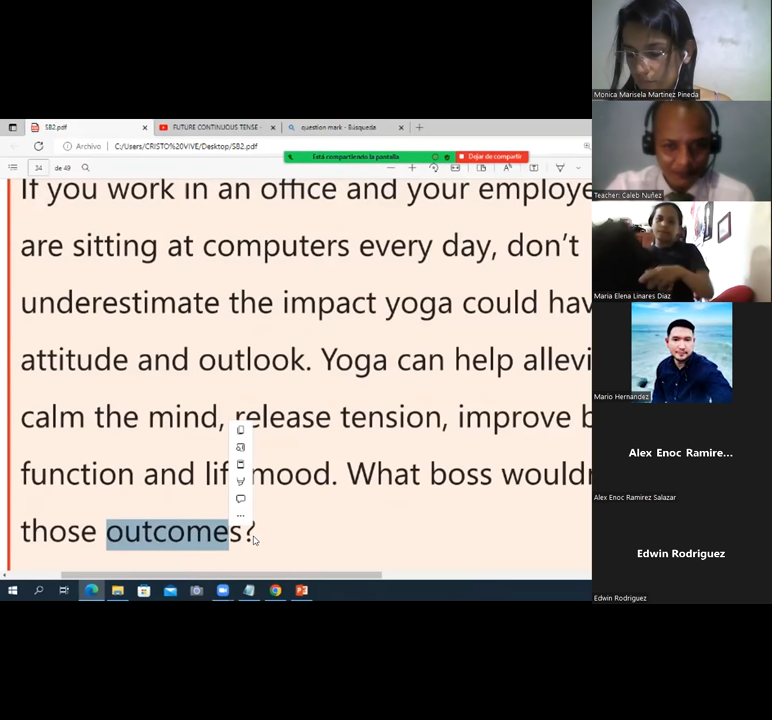 SB2.pdf
FUTURE CONTINUOUS TENSE -
question mark - Búsqueda
Archivo
C:/Users/CRISTO%20VIVE/Desktop/SB2.pdf
Está compartiendo la pantalla
Dejar de compartir
34 de 49
If you work in an office and your employe
are sitting at computers every day, don't
underestimate the impact yoga could hav
attitude and outlook. Yoga can help allevi
calm the mind, release tension, improve b
function and lif mood. What boss wouldn
those outcomes?
Monica Marisela Martinez Pineda
Teacher: Caleb Nuñez
Maria Elena Linares Diaz
Mario Hernandez
Alex Enoc Ramire...
Alex Enoc Ramirez Salazar
Edwin Rodriguez
Edwin Rodriguez